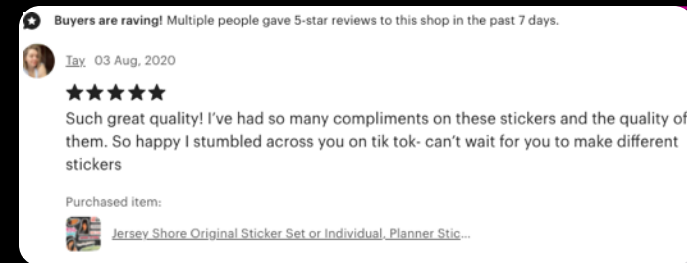 Buyers are raving! Multiple people gave 5-star reviews to this shop in the past 7 days.
Tay 03 Aug, 2020
Such great quality! I've had so many compliments on these stickers and the quality of
them. So happy I stumbled across you on tik tok- can't wait for you to make different
stickers
Purchased item:
Jersey Shore Original Sticker Set or Individual, Planner Stic...